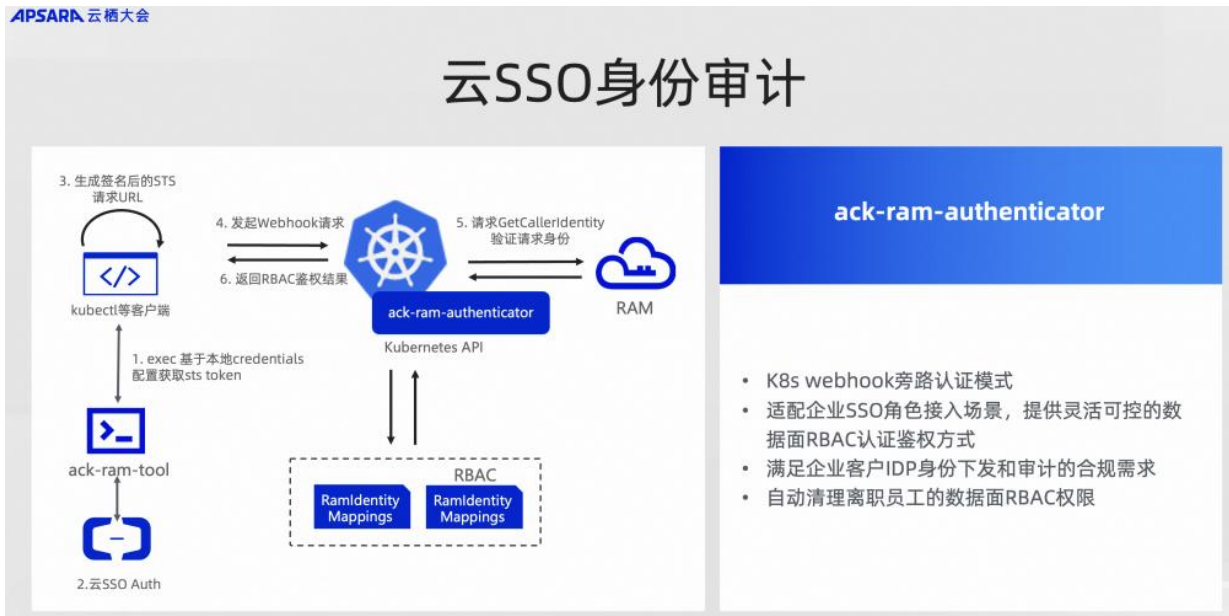 APSARA 云栖大会
云SSO身份审计
3. 生成签名后的STS
请求URL
kubectl等客户端
1. exec 基于本地credentials
配置获取sts token
ack-ram-tool
2.云SSO Auth
4. 发起Webhook请求
6. 返回RBAC鉴权结果
ack-ram-authenticator
Kubernetes API
5. 请求GetCallerIdentity
验证请求身份
RAM
RBAC
RamIdentity
Mappings
RamIdentity
Mappings
ack-ram-authenticator
• K8s webhook旁路认证模式
• 适配企业SSO角色接入场景，提供灵活可控的数
据面RBAC认证鉴权方式
• 满足企业客户IDP身份下发和审计的合规需求
• 自动清理离职员工的数据面RBAC权限